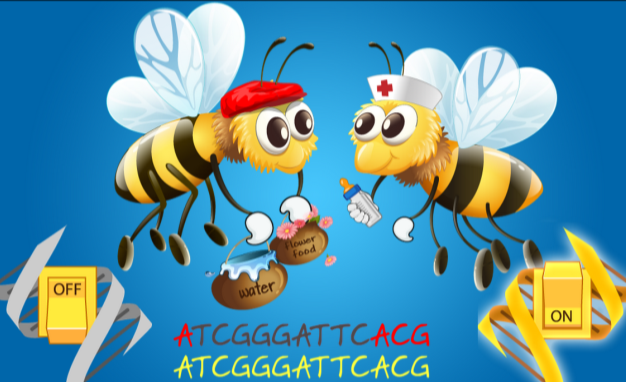 Flower
Food
water
OFF
ON
ATCGGGATTCACG
ATCGGGATTCACG